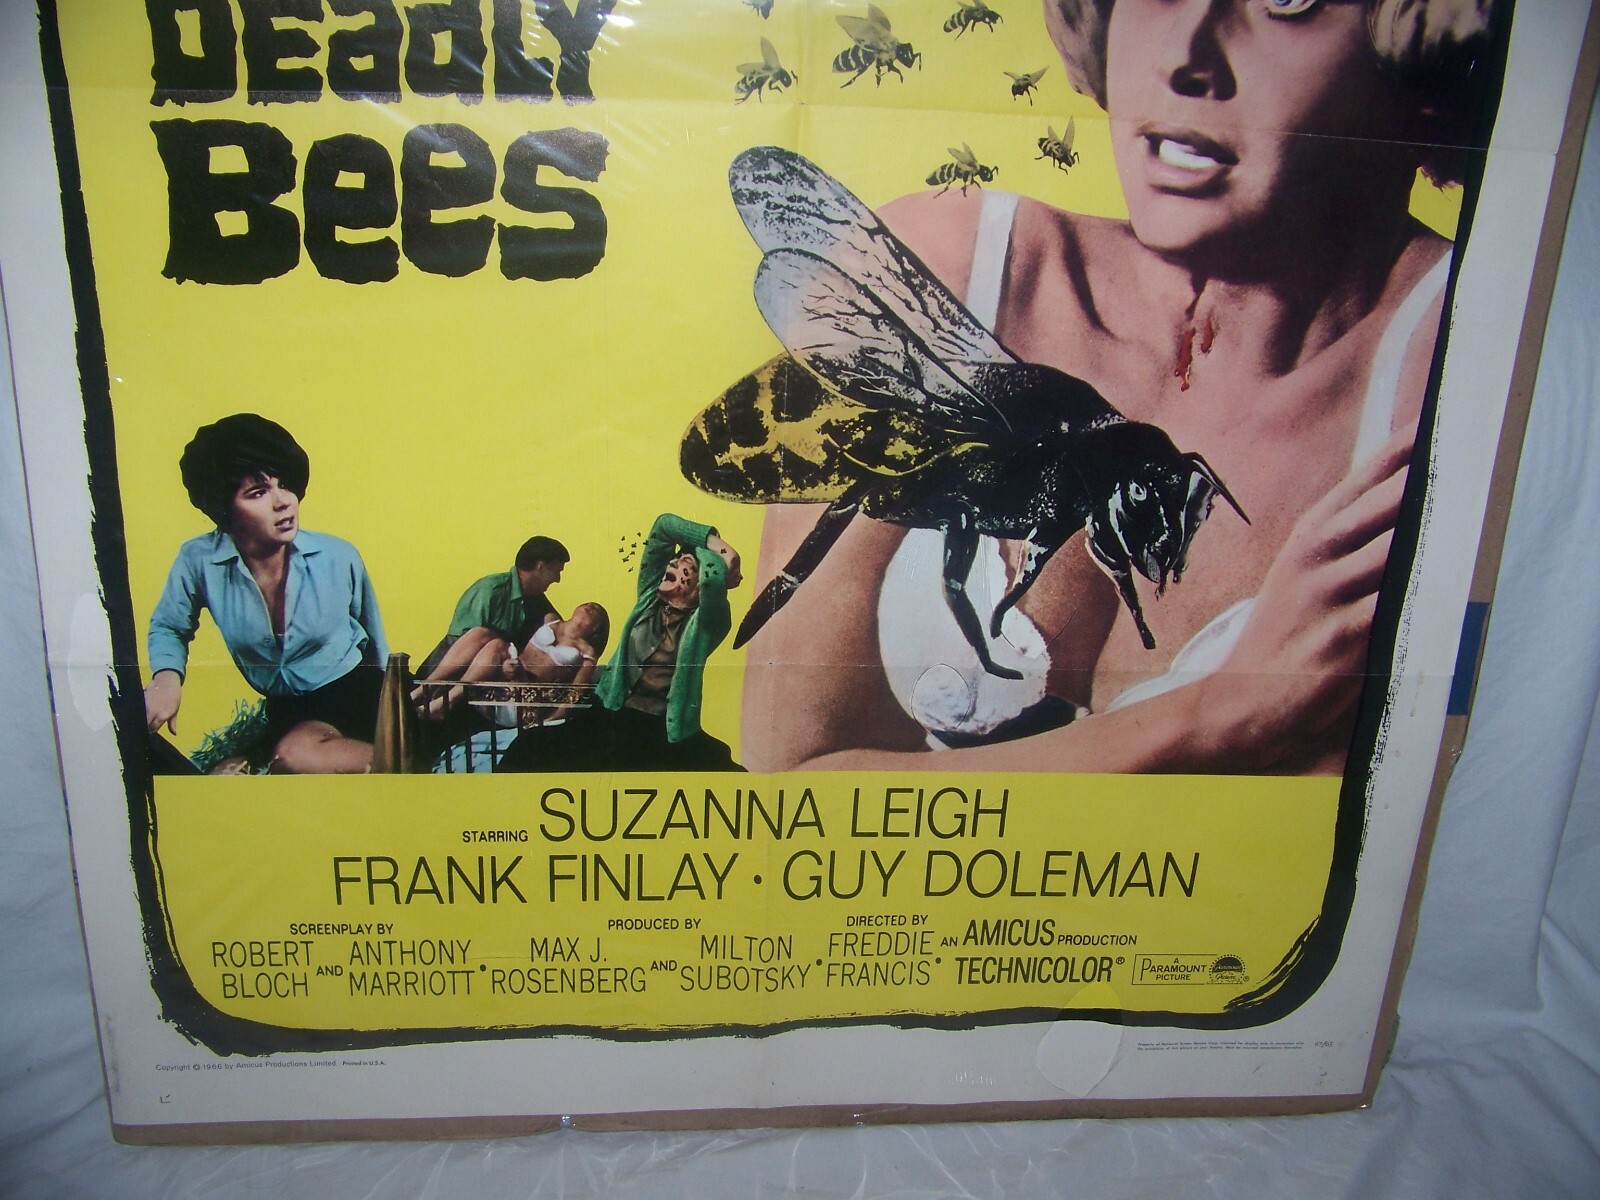 DEADLY
BEES
STARRING SUZANNA LEIGH
FRANK FINLAY · GUY DOLEMAN
SCREENPLAY BY
ROBERT BLOCH AND ANTHONY MARRIOTT •
PRODUCED BY
MAX J. ROSENBERG AND MILTON SUBOTSKY •
DIRECTED BY
FREDDIE FRANCIS •
AN AMICUS PRODUCTION
TECHNICOLOR®
A PARAMOUNT PICTURE
®
Copyright © 1966 by Amicus Productions Limited. Printed in U.S.A.
67/63